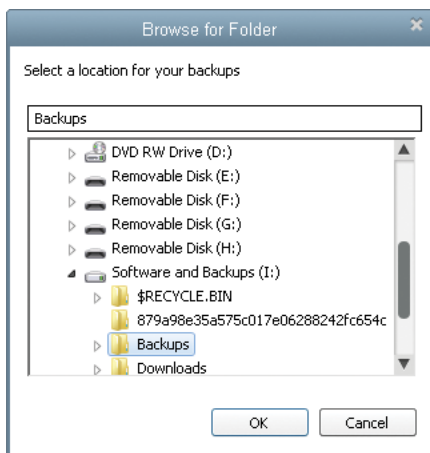 Browse for Folder
Select a location for your backups
Backups
DVD RW Drive (D:)
Removable Disk (E:)
Removable Disk (F:)
Removable Disk (G:)
Removable Disk (H:)
Software and Backups (I:)
$RECYCLE.BIN
879a98e35a575c017e06288242fc654c
Backups
Downloads
OK Cancel